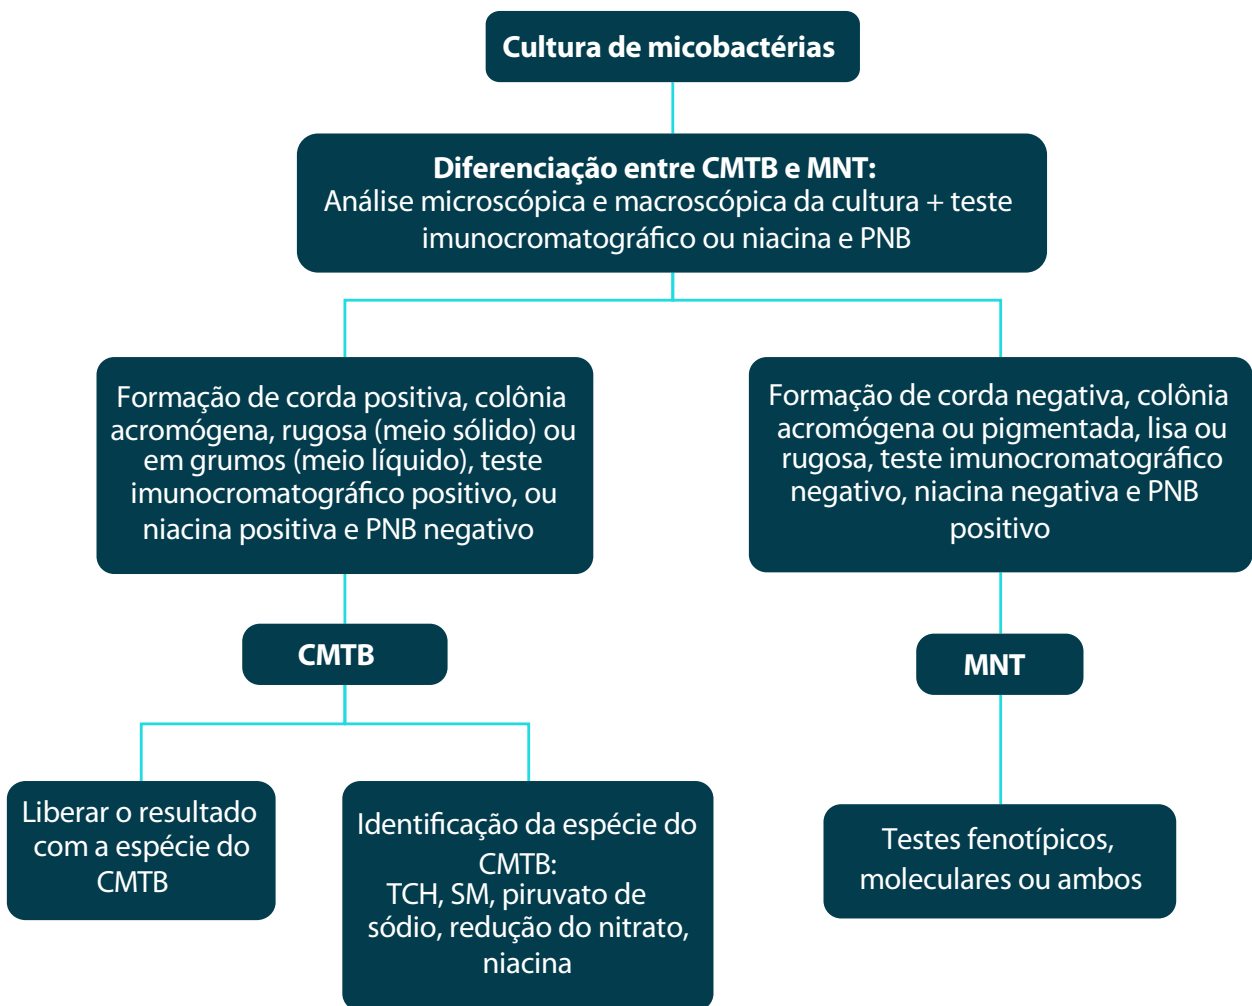 Cultura de micobactérias
Diferenciação entre CMTB e MNT:
Análise microscópica e macroscópica da cultura + teste
imunocromatográfico ou niacina e PNB
Formação de corda positiva, colônia
acromógena, rugosa (meio sólido) ou
em grumos (meio líquido), teste
imunocromatográfico positivo, ou
niacina positiva e PNB negativo
Formação de corda negativa, colônia
acromógena ou pigmentada, lisa ou
rugosa, teste imunocromatográfico
negativo, niacina negativa e PNB
positivo
CMTB
MNT
Liberar o resultado
com a espécie do
CMTB
Identificação da espécie do
CMTB:
TCH, SM, piruvato de
sódio, redução do nitrato,
niacina
Testes fenotípicos,
moleculares ou ambos